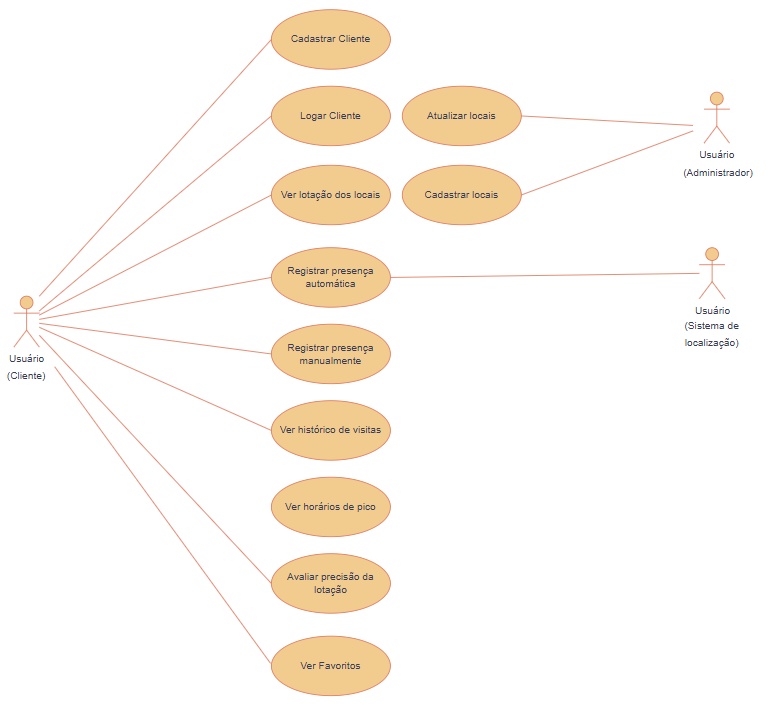 Cadastrar Cliente
Logar Cliente
Atualizar locais
Usuário
(Administrador)
Ver lotação dos locais
Cadastrar locais
Registrar presença
automática
Usuário
(Sistema de
localização)
Usuário
(Cliente)
Registrar presença
manualmente
Ver histórico de visitas
Ver horários de pico
Avaliar precisão da
lotação
Ver Favoritos